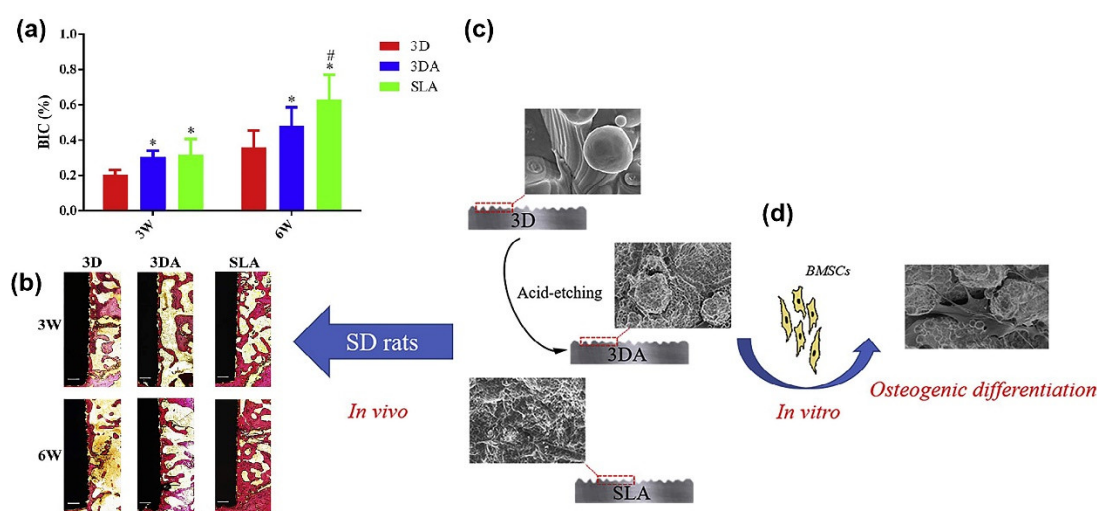 (a)
BIC (%)
1.0
0.8
0.6
0.4
0.2
0.0
*
*
*
#
*
3W
6W
3D
3DA
SLA
(b)
3D
3DA
SLA
3W
6W
SD rats
In vivo
(c)
3D
Acid-etching
3DA
SLA
(d)
BMSCs
In vitro
Osteogenic differentiation